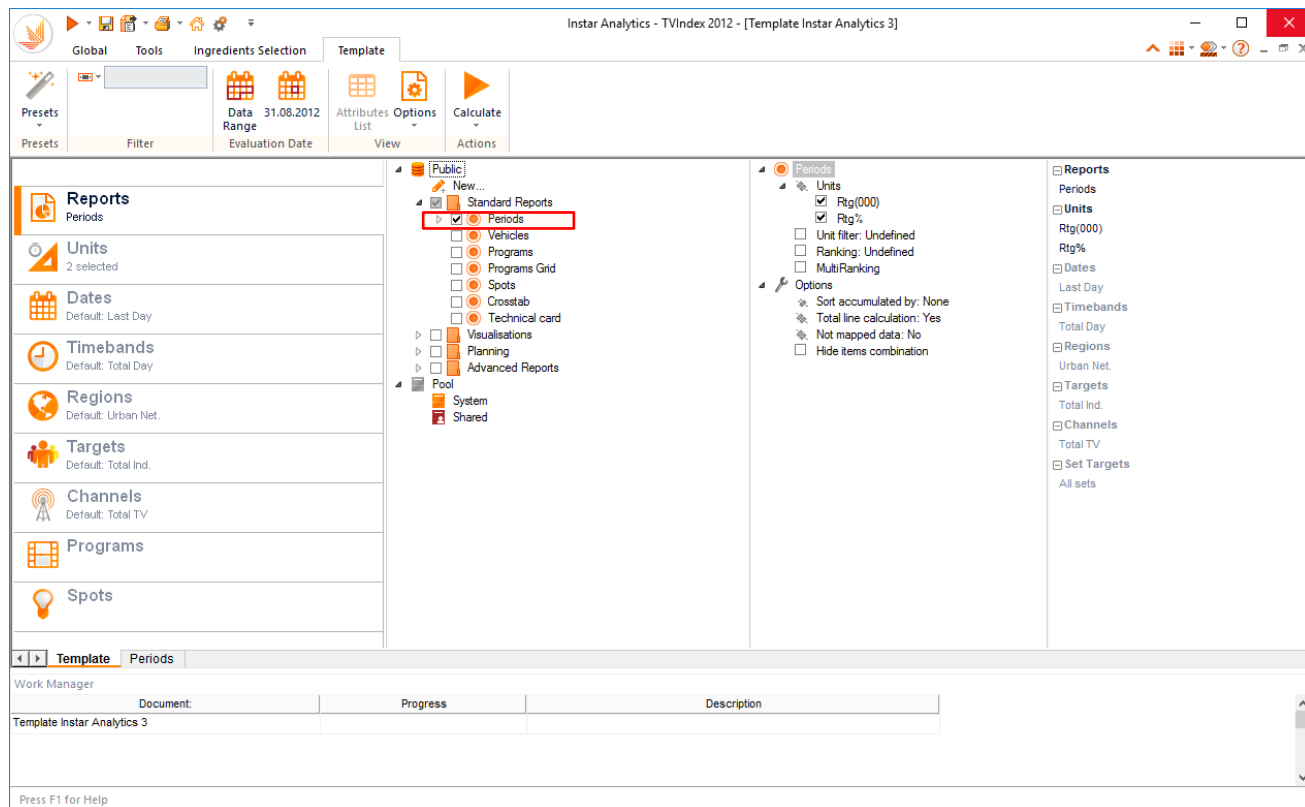 Instar Analytics - TVIndex 2012 - [Template Instar Analytics 3]
Global Tools Ingredients Selection Template
Presets
Data Range
31.08.2012
Attributes List
Options
Calculate
Presets Filter Evaluation Date View Actions
Reports
Periods
Units
2 selected
Dates
Default: Last Day
Timebands
Default: Total Day
Regions
Default: Urban Net.
Targets
Default: Total Ind.
Channels
Default: Total TV
Programs
Spots
Public
New...
Standard Reports
Periods
Vehicles
Programs
Programs Grid
Spots
Crosstab
Technical card
Visualisations
Planning
Advanced Reports
Pool
System
Shared
Periods
Units
Rtg(000)
Rtg%
Unit filter: Undefined
Ranking: Undefined
MultiRanking
Options
Sort accumulated by: None
Total line calculation: Yes
Not mapped data: No
Hide items combination
Reports
Periods
Units
Rtg(000)
Rtg%
Dates
Last Day
Timebands
Total Day
Regions
Urban Net.
Targets
Total Ind.
Channels
Total TV
Set Targets
All sets
Template Periods
Work Manager
Document: Progress Description
Template Instar Analytics 3
Press F1 for Help